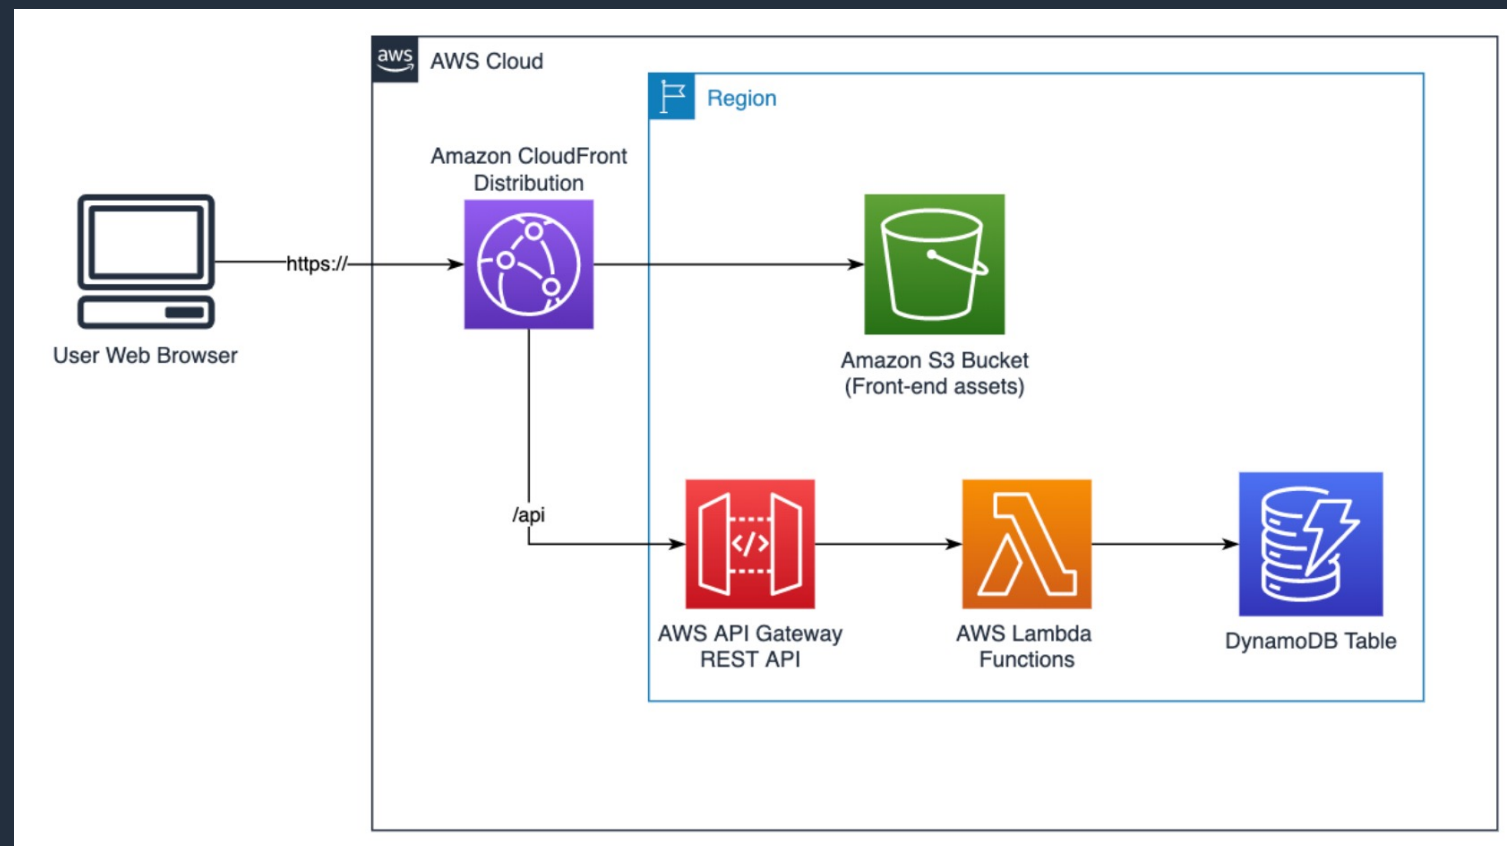 aws
AWS Cloud
Region
Amazon CloudFront
Distribution
https://
User Web Browser
Amazon S3 Bucket
(Front-end assets)
/api
</>
AWS API Gateway
REST API
AWS Lambda
Functions
DynamoDB Table